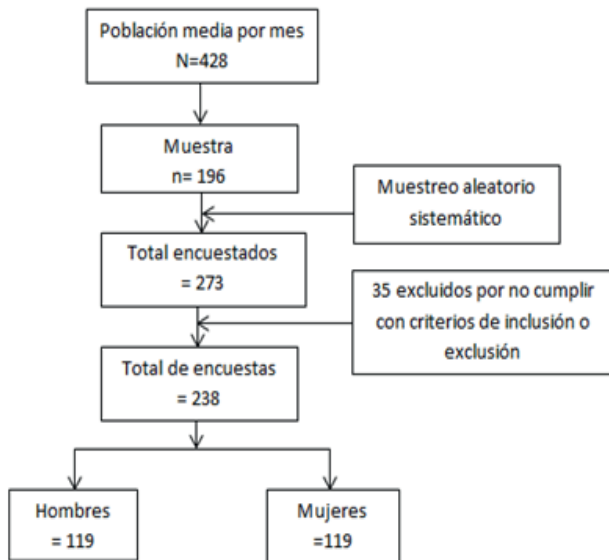 Población media por mes
N=428
Muestra
n= 196
Muestreo aleatorio
sistemático
Total encuestados
= 273
35 excluidos por no cumplir
con criterios de inclusión o
exclusión
Total de encuestas
= 238
Hombres
= 119
Mujeres
=119